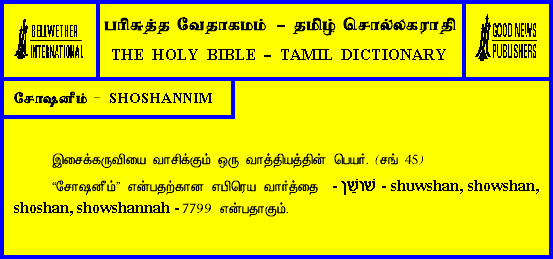 BELLWETHER
INTERNATIONAL
பரிசுத்த வேதாகமம் - தமிழ் சொல்லகராதி
THE HOLY BIBLE – TAMIL DICTIONARY
GOOD NEWS
PUBLISHERS
சோஷனீம் - SHOSHANNIM
இசைக்கருவியை வாசிக்கும் ஒரு வாத்தியத்தின் பெயர். (சங் 45)
“சோஷனீம்” என்பதற்கான எபிரெய வார்த்தை - שׁוּשַׁן - shuwshan, showshan,
shoshan, showshannah - 7799 என்பதாகும்.